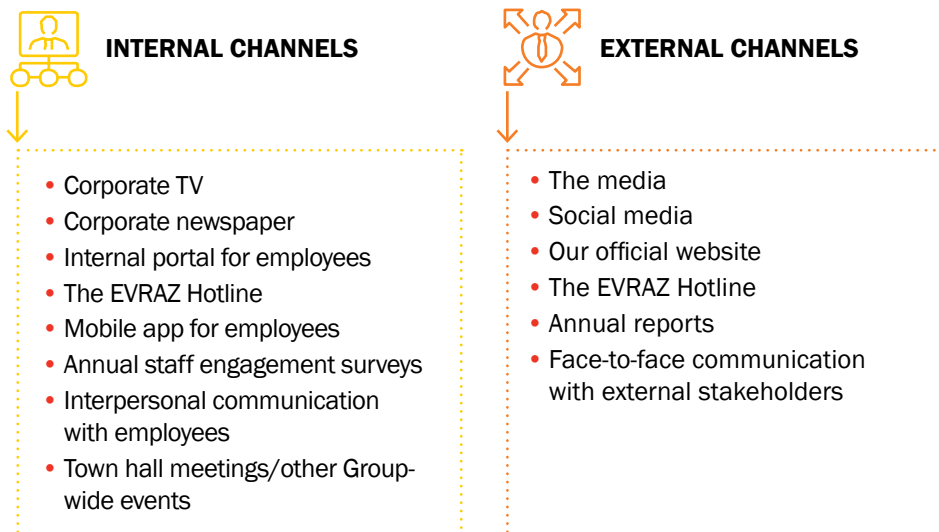 INTERNAL CHANNELS
• Corporate TV
• Corporate newspaper
• Internal portal for employees
• The EVRAZ Hotline
• Mobile app for employees
• Annual staff engagement surveys
• Interpersonal communication
with employees
• Town hall meetings/other Group-
wide events
EXTERNAL CHANNELS
• The media
• Social media
• Our official website
• The EVRAZ Hotline
• Annual reports
• Face-to-face communication
with external stakeholders